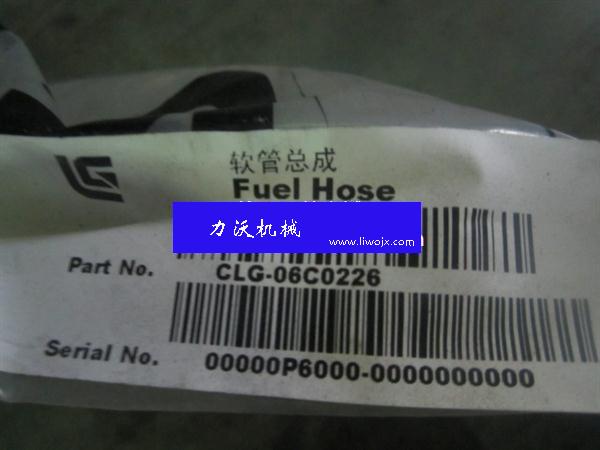 LG
软管总成
Fuel Hose
力沃机械
www.liwojx.com
Part No.
CLG-06C0226
Serial No.
00000P6000-0000000000